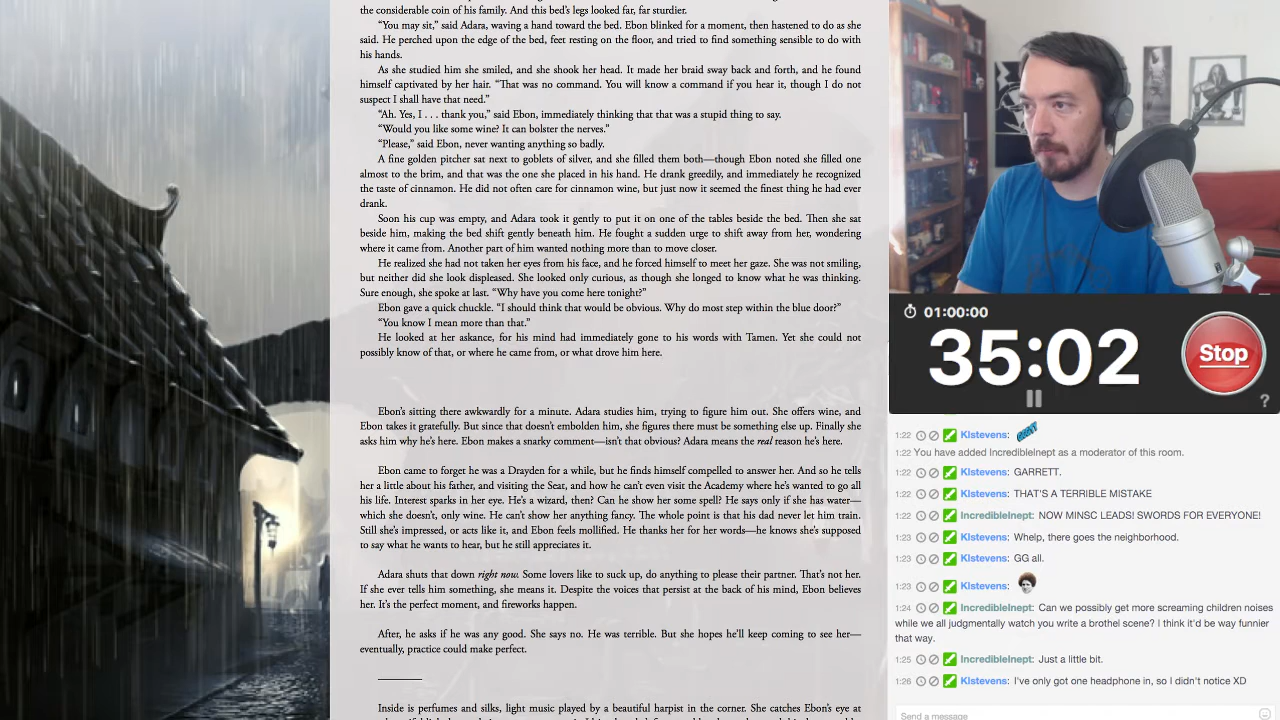 the considerable coin of his family. And this bed's legs looked far, far sturdier.
“You may sit,” said Adara, waving a hand toward the bed. Ebon blinked for a moment, then hastened to do as she
said. He perched upon the edge of the bed, feet resting on the floor, and tried to find something sensible to do with
his hands.
As she studied him she smiled, and she shook her head. It made her braid sway back and forth, and he found
himself captivated by her hair. “That was no command. You will know a command if you hear it, though I do not
suspect I shall have that need.”
“Ah. Yes, I . . . thank you,” said Ebon, immediately thinking that that was a stupid thing to say.
“Would you like some wine? It can bolster the nerves.”
“Please,” said Ebon, never wanting anything so badly.
A fine golden pitcher sat next to goblets of silver, and she filled them both—though Ebon noted she filled one
almost to the brim, and that was the one she placed in his hand. He drank greedily, and immediately he recognized
the taste of cinnamon. He did not often care for cinnamon wine, but just now it seemed the finest thing he had ever
drank.
Soon his cup was empty, and Adara took it gently to put it on one of the tables beside the bed. Then she sat
beside him, making the bed shift gently beneath him. He fought a sudden urge to shift away from her, wondering
where it came from. Another part of him wanted nothing more than to move closer.
He realized she had not taken her eyes from his face, and he forced himself to meet her gaze. She was not smiling,
but neither did she look displeased. She looked only curious, as though she longed to know what he was thinking.
Sure enough, she spoke at last. “Why have you come here tonight?”
Ebon gave a quick chuckle. “I should think that would be obvious. Why do most step within the blue door?”
“You know I mean more than that.”
He looked at her askance, for his mind had immediately gone to his words with Tamen. Yet she could not
possibly know of that, or where he came from, or what drove him here.
Ebon's sitting there awkwardly for a minute. Adara studies him, trying to figure him out. She offers wine, and
Ebon takes it gratefully. But since that doesn't embolden him, she figures there must be something else up. Finally she
asks him why he's here. Ebon makes a snarky comment—isn't that obvious? Adara means the real reason he's here.
Ebon came to forget he was a Drayden for a while, but he finds himself compelled to answer her. And so he tells
her a little about his father, and visiting the Seat, and how he can't even visit the Academy where he's wanted to go all
his life. Interest sparks in her eye. He's a wizard, then? Can he show her some spell? He says only if she has water—
which she doesn't, only wine. He can't show her anything fancy. The whole point is that his dad never let him train.
Still she's impressed, or acts like it, and Ebon feels mollified. He thanks her for her words—he knows she's supposed
to say what he wants to hear, but he still appreciates it.
Adara shuts that down right now. Some lovers like to suck up, do anything to please their partner. That's not her.
If she ever tells him something, she means it. Despite the voices that persist at the back of his mind, Ebon believes
her. It's the perfect moment, and fireworks happen.
After, he asks if he was any good. She says no. He was terrible. But she hopes he'll keep coming to see her—
eventually, practice could make perfect.
Inside is perfumes and silks, light music played by a beautiful harpist in the corner. She catches Ebon's eye at
01:00:00
35:02
Stop
?
1:22 KIstevens:
1:22 You have added IncredibleInept as a moderator of this room.
1:22 KIstevens: GARRETT.
1:22 KIstevens: THAT'S A TERRIBLE MISTAKE
1:22 IncredibleInept: NOW MINSC LEADS! SWORDS FOR EVERYONE!
1:23 KIstevens: Whelp, there goes the neighborhood.
1:23 KIstevens: GG all.
1:23 KIstevens:
1:24 IncredibleInept: Can we possibly get more screaming children noises
while we all judgmentally watch you write a brothel scene? I think it'd be way funnier
that way.
1:25 IncredibleInept: Just a little bit.
1:26 KIstevens: I've only got one headphone in, so I didn't notice XD
Send a message